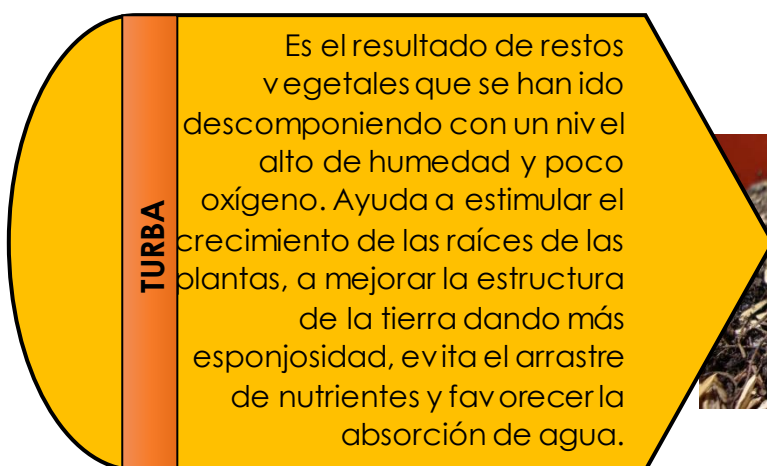 TURBA
Es el resultado de restos
vegetales que se han ido
descomponiendo con un nivel
alto de humedad y poco
oxígeno. Ayuda a estimular el
crecimiento de las raíces de las
plantas, a mejorar la estructura
de la tierra dando más
esponjosidad, evita el arrastre
de nutrientes y favorecer la
absorción de agua.